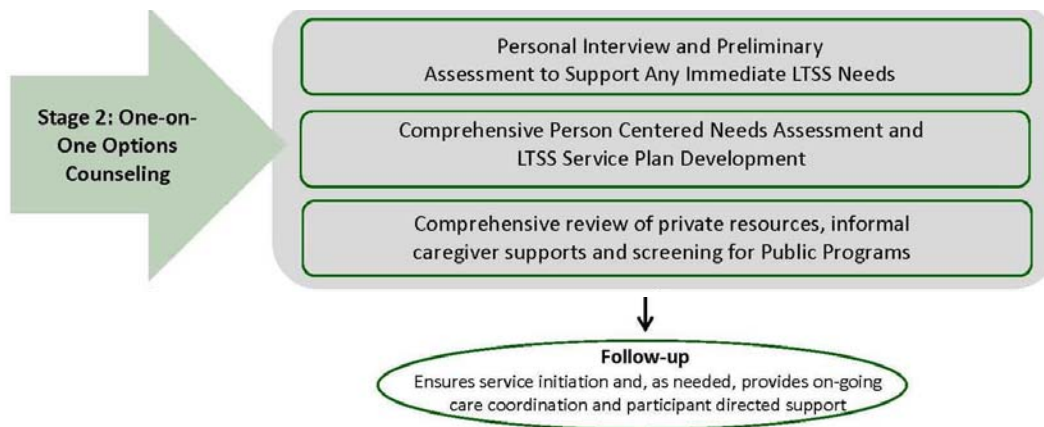 Stage 2: One-on-
One Options
Counseling
Personal Interview and Preliminary
Assessment to Support Any Immediate LTSS Needs
Comprehensive Person Centered Needs Assessment and
LTSS Service Plan Development
Comprehensive review of private resources, informal
caregiver supports and screening for Public Programs
Follow-up
Ensures service initiation and, as needed, provides on-going
care coordination and participant directed support